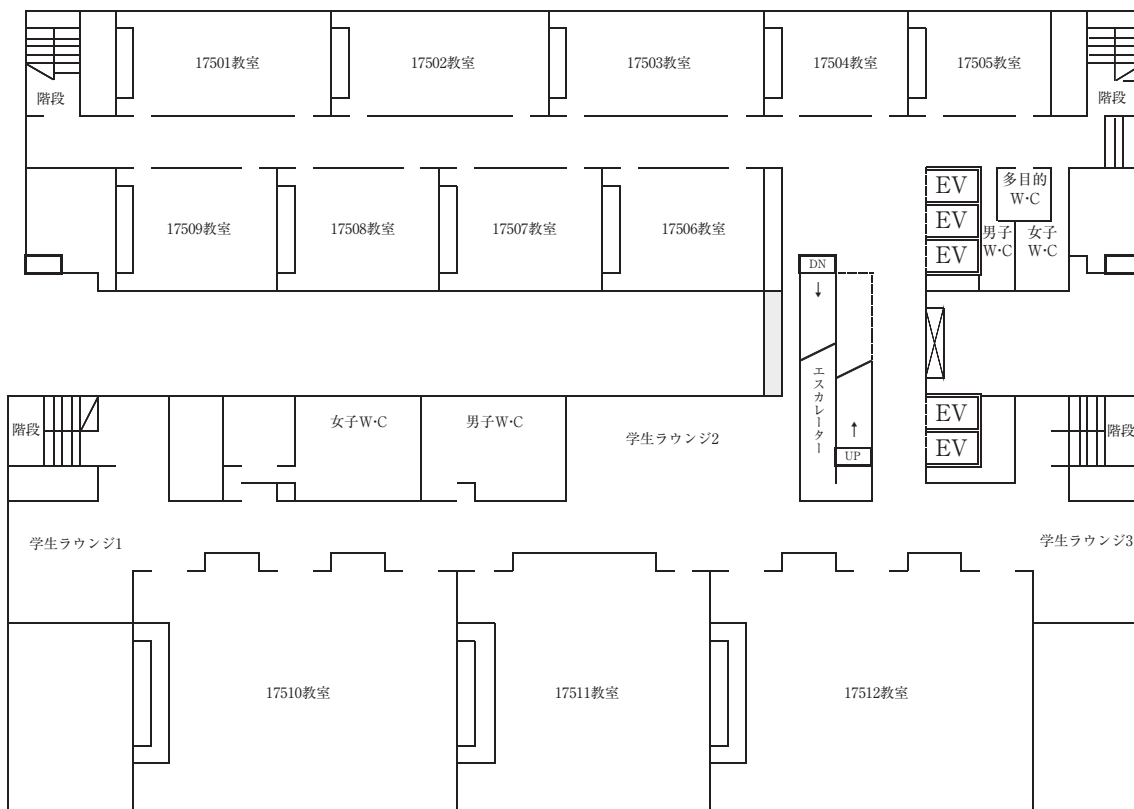 17501教室
17502教室
17503教室
17504教室
17505教室
階段
階段
17509教室
17508教室
17507教室
17506教室
EV
EV
EV
多目的
W・C
男子
W・C
女子
W・C
DN
↓
エスカレーター
↑
UP
階段
女子W・C
男子W・C
学生ラウンジ2
EV
EV
階段
学生ラウンジ1
学生ラウンジ3
17510教室
17511教室
17512教室